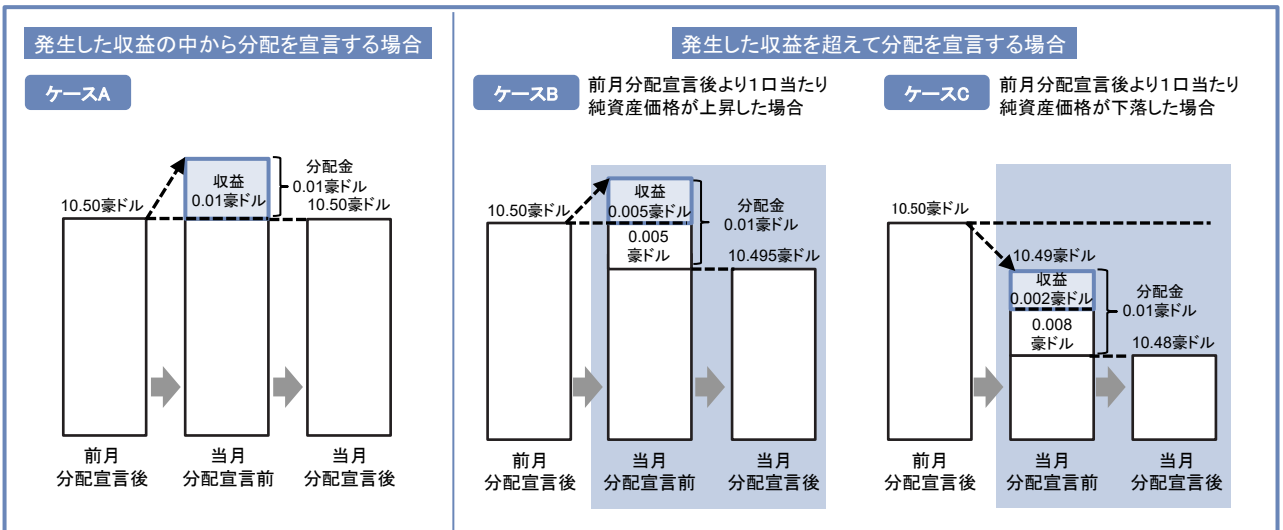 発生した収益の中から分配を宣言する場合
ケースA
分配金
0.01豪ドル
収益
0.01豪ドル
10.50豪ドル
10.50豪ドル
前月
分配宣言後
当月
分配宣言前
当月
分配宣言後
発生した収益を超えて分配を宣言する場合
ケースB
前月分配宣言後より1口当たり
純資産価格が上昇した場合
10.50豪ドル
収益
0.005豪ドル
0.005
豪ドル
分配金
0.01豪ドル
10.495豪ドル
前月
分配宣言後
当月
分配宣言前
当月
分配宣言後
ケースC
前月分配宣言後より1口当たり
純資産価格が下落した場合
10.50豪ドル
10.49豪ドル
収益
0.002豪ドル
0.008
豪ドル
分配金
0.01豪ドル
10.48豪ドル
前月
分配宣言後
当月
分配宣言前
当月
分配宣言後